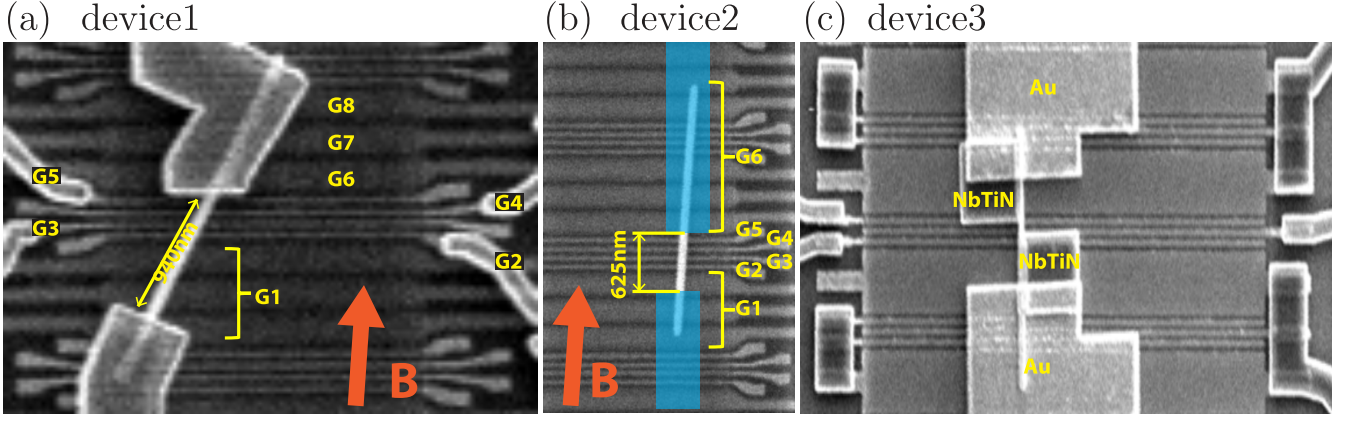 (a) device1
G8
G7
G6
G5
G4
G3
G2
940nm
G1
B
(b) device2
G6
G5
G4
G3
G2
625nm
G1
B
(c) device3
Au
NbTiN
NbTiN
Au